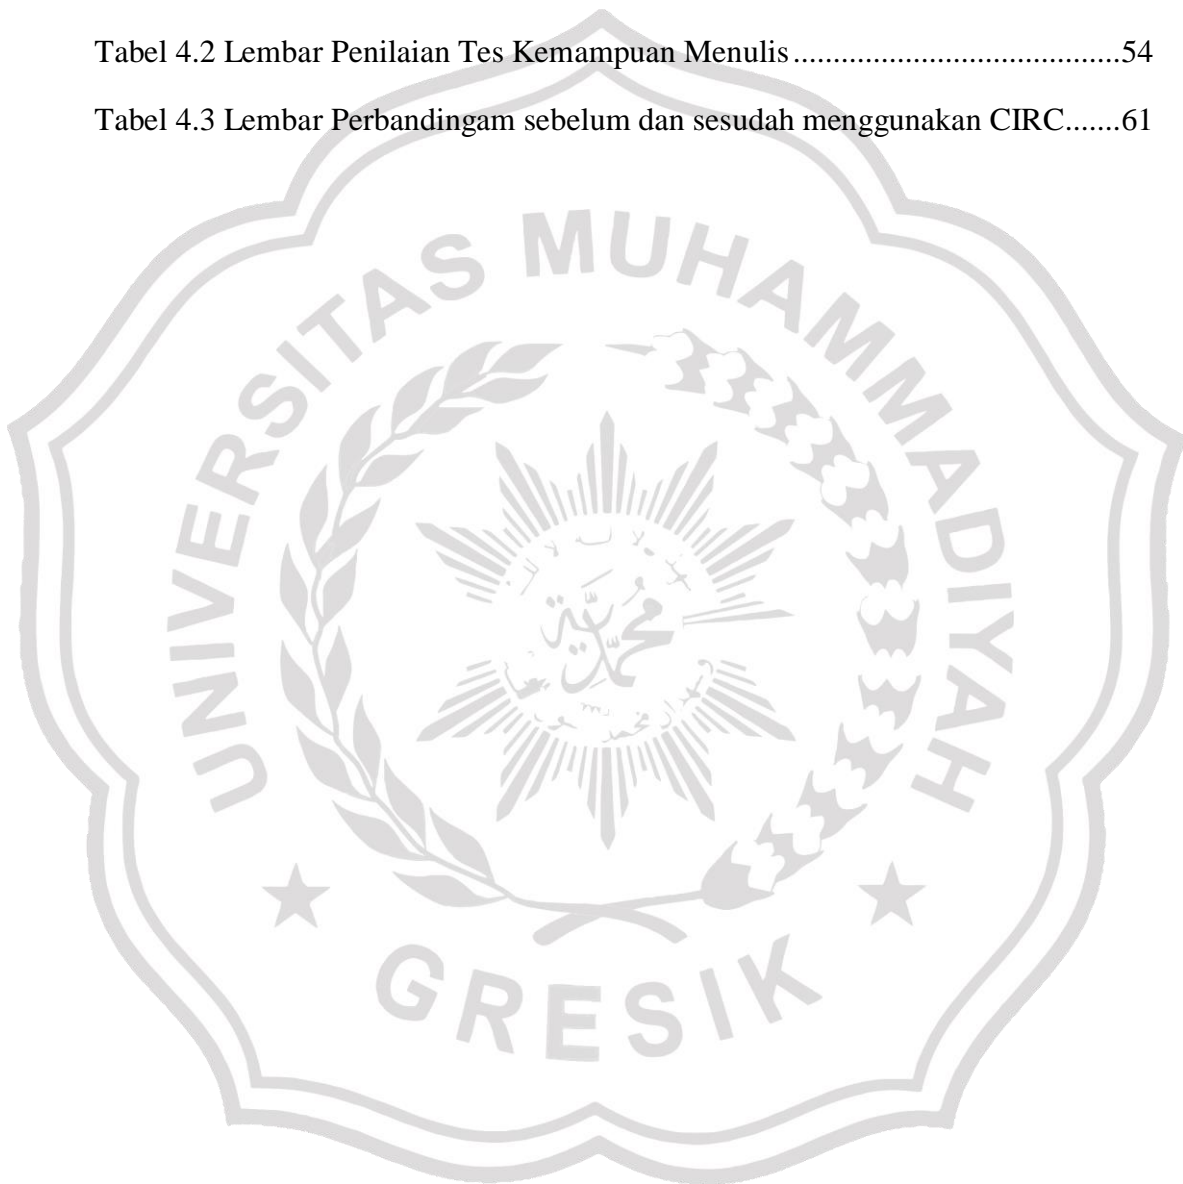 Tabel 4.2 Lembar Penilaian Tes Kemampuan Menulis.........................................54
Tabel 4.3 Lembar Perbandingam sebelum dan sesudah menggunakan CIRC.......61
UNIVERSITAS MUHAMMADIYAH
GRESIK